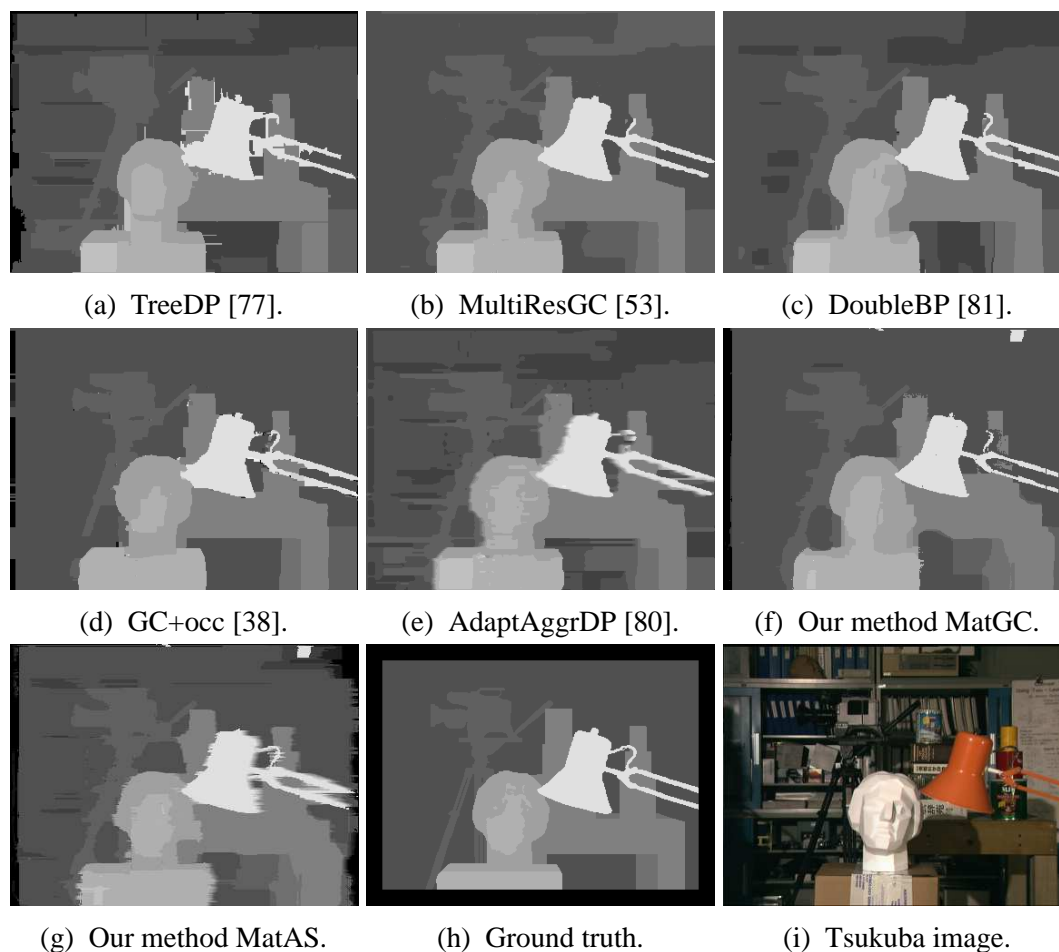 (a) TreeDP [77].
(b) MultiResGC [53].
(c) DoubleBP [81].
(d) GC+occ [38].
(e) AdaptAggrDP [80].
(f) Our method MatGC.
(g) Our method MatAS.
(h) Ground truth.
(i) Tsukuba image.